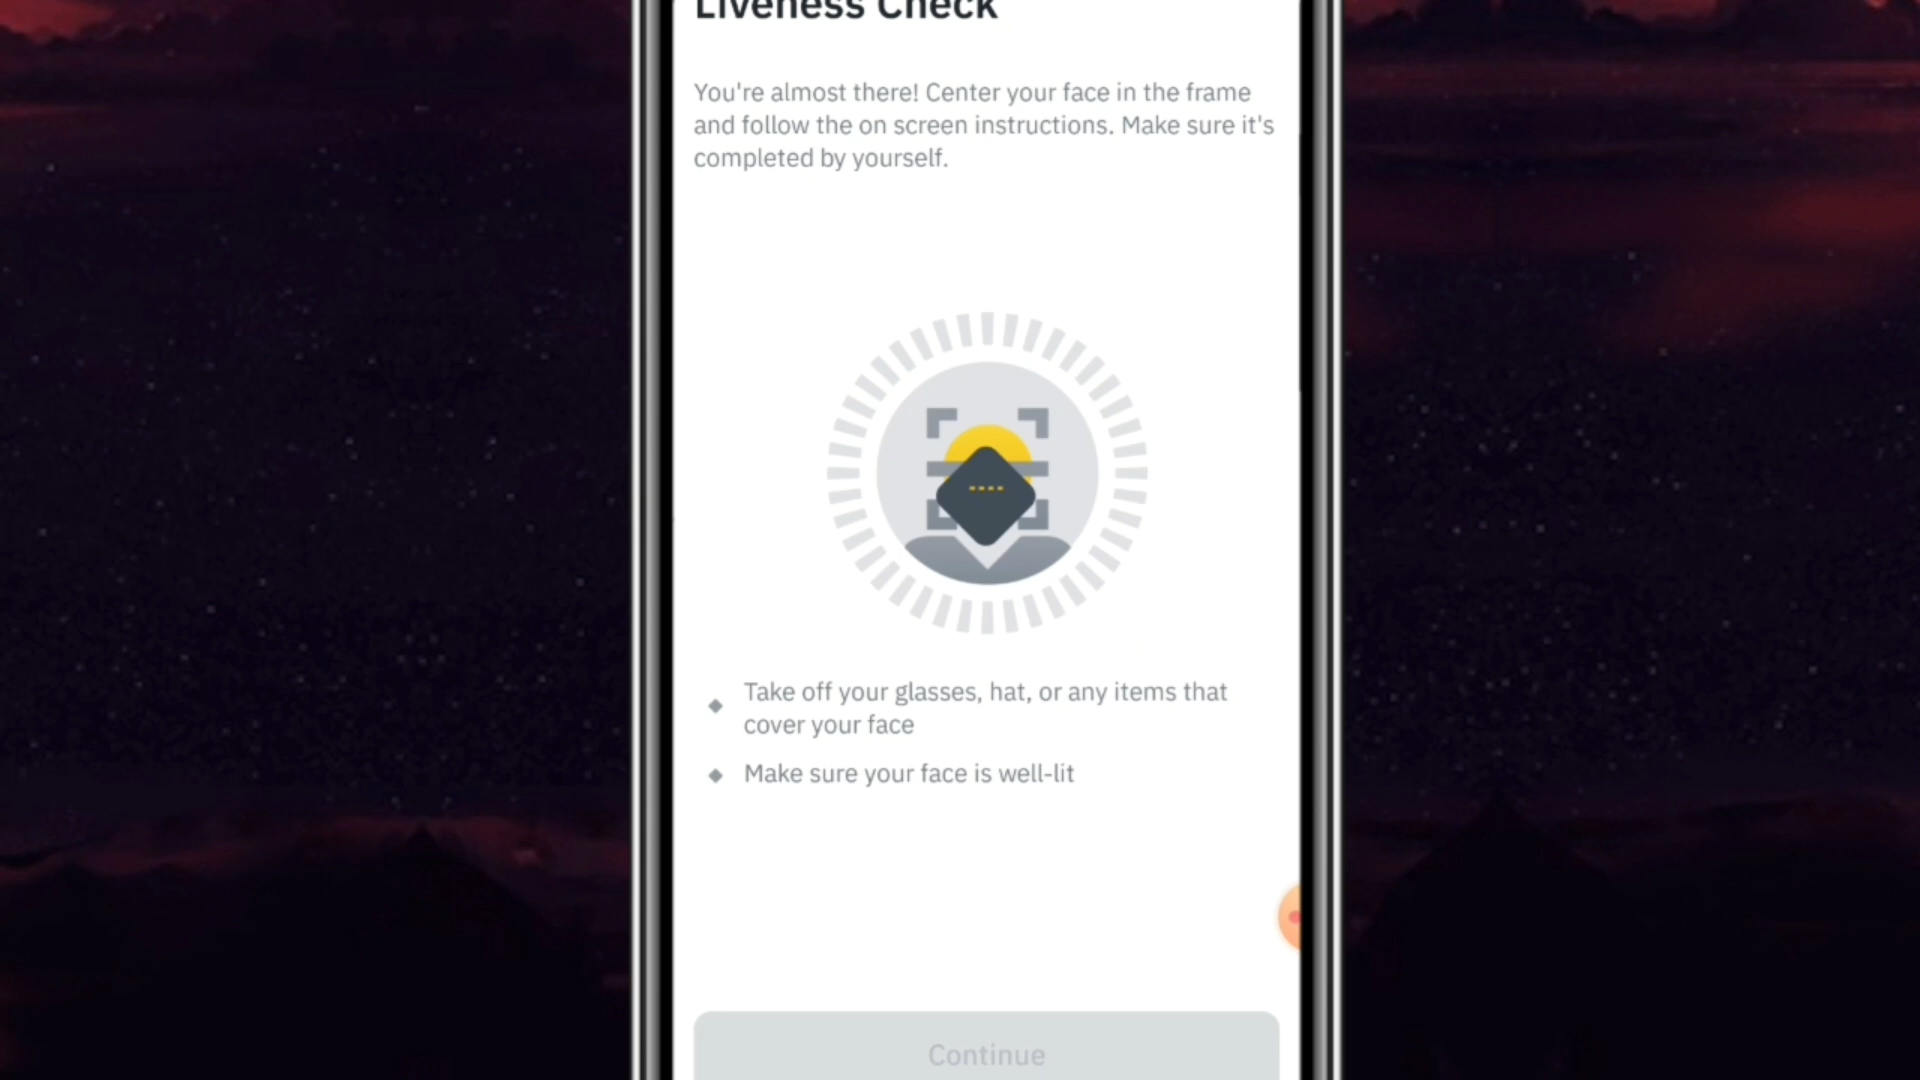 Liveness Check
You're almost there! Center your face in the frame
and follow the on screen instructions. Make sure it's
completed by yourself.
Take off your glasses, hat, or any items that
cover your face
Make sure your face is well-lit
Continue